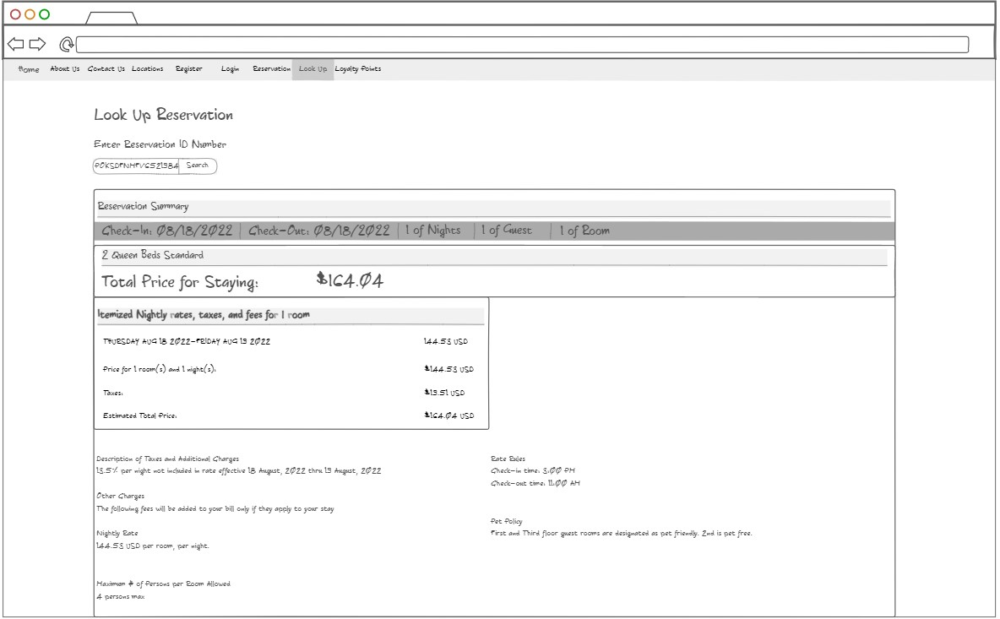 Home About Us Contact Us Locations Register Login Reservation Look Up Loyalty Points
Look Up Reservation
Enter Reservation ID Number
Search
Reservation Summary
Check-In: 08/18/2022 Check-Out: 08/18/2022 1 of Nights 1 of Guest 1 of Room
2 Queen Beds Standard
Total Price for Staying: $164.04
Itemized Nightly rates, taxes, and fees for 1 room
THURSDAY AUG 18 2022-FRIDAY AUG 19 2022 144.53 USD
Price for 1 room(s) and 1 night(s): $144.53 USD
Taxes: $19.51 USD
Estimated Total Price: $164.04 USD
Description of Taxes and Additional Charges
13.5% per night not included in rate effective 18 August, 2022 thru 19 August, 2022
Other Charges
The following fees will be added to your bill only if they apply to your stay
Nightly Rate
144.53 USD per room, per night.
Maximum # of Persons per Room Allowed
4 persons max
Rate Rules
Check-in time: 3:00 PM
Check-out time: 11:00 AM
Pet Policy
First and Third floor guest rooms are designated as pet friendly. 2nd is pet free.